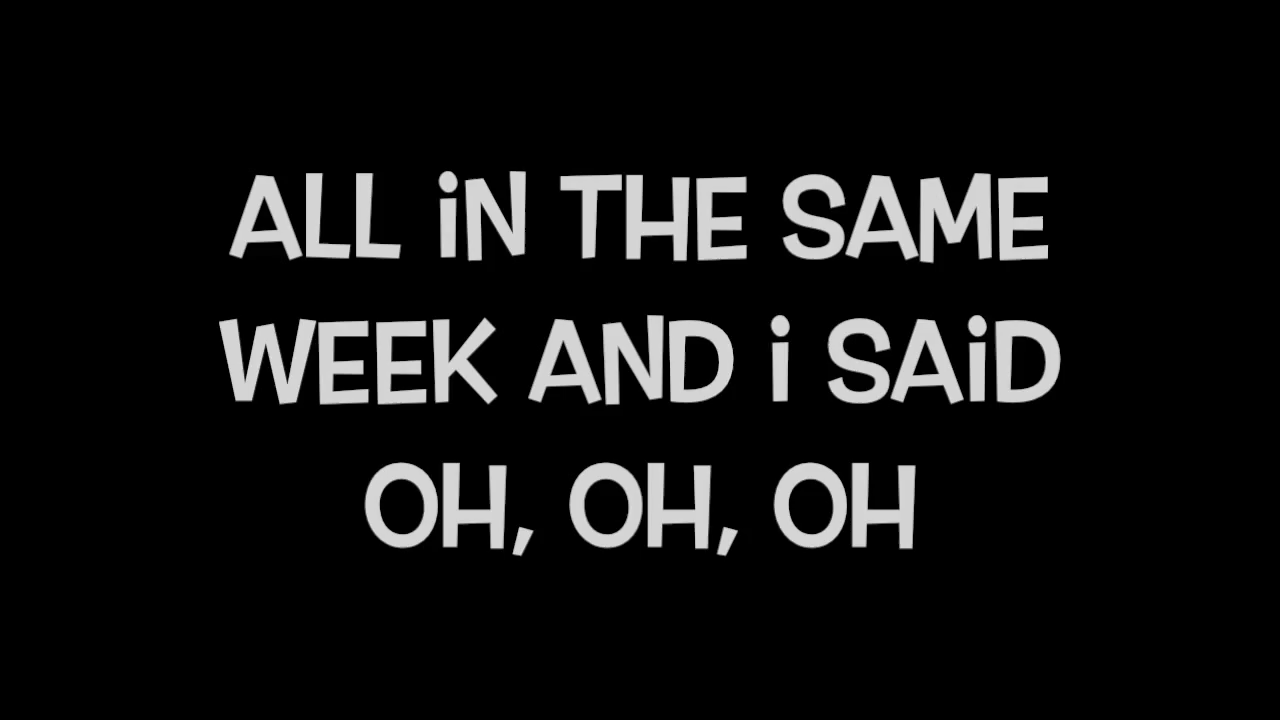 ALL iN THE SAME
WEEK AND i SAiD
OH, OH, OH